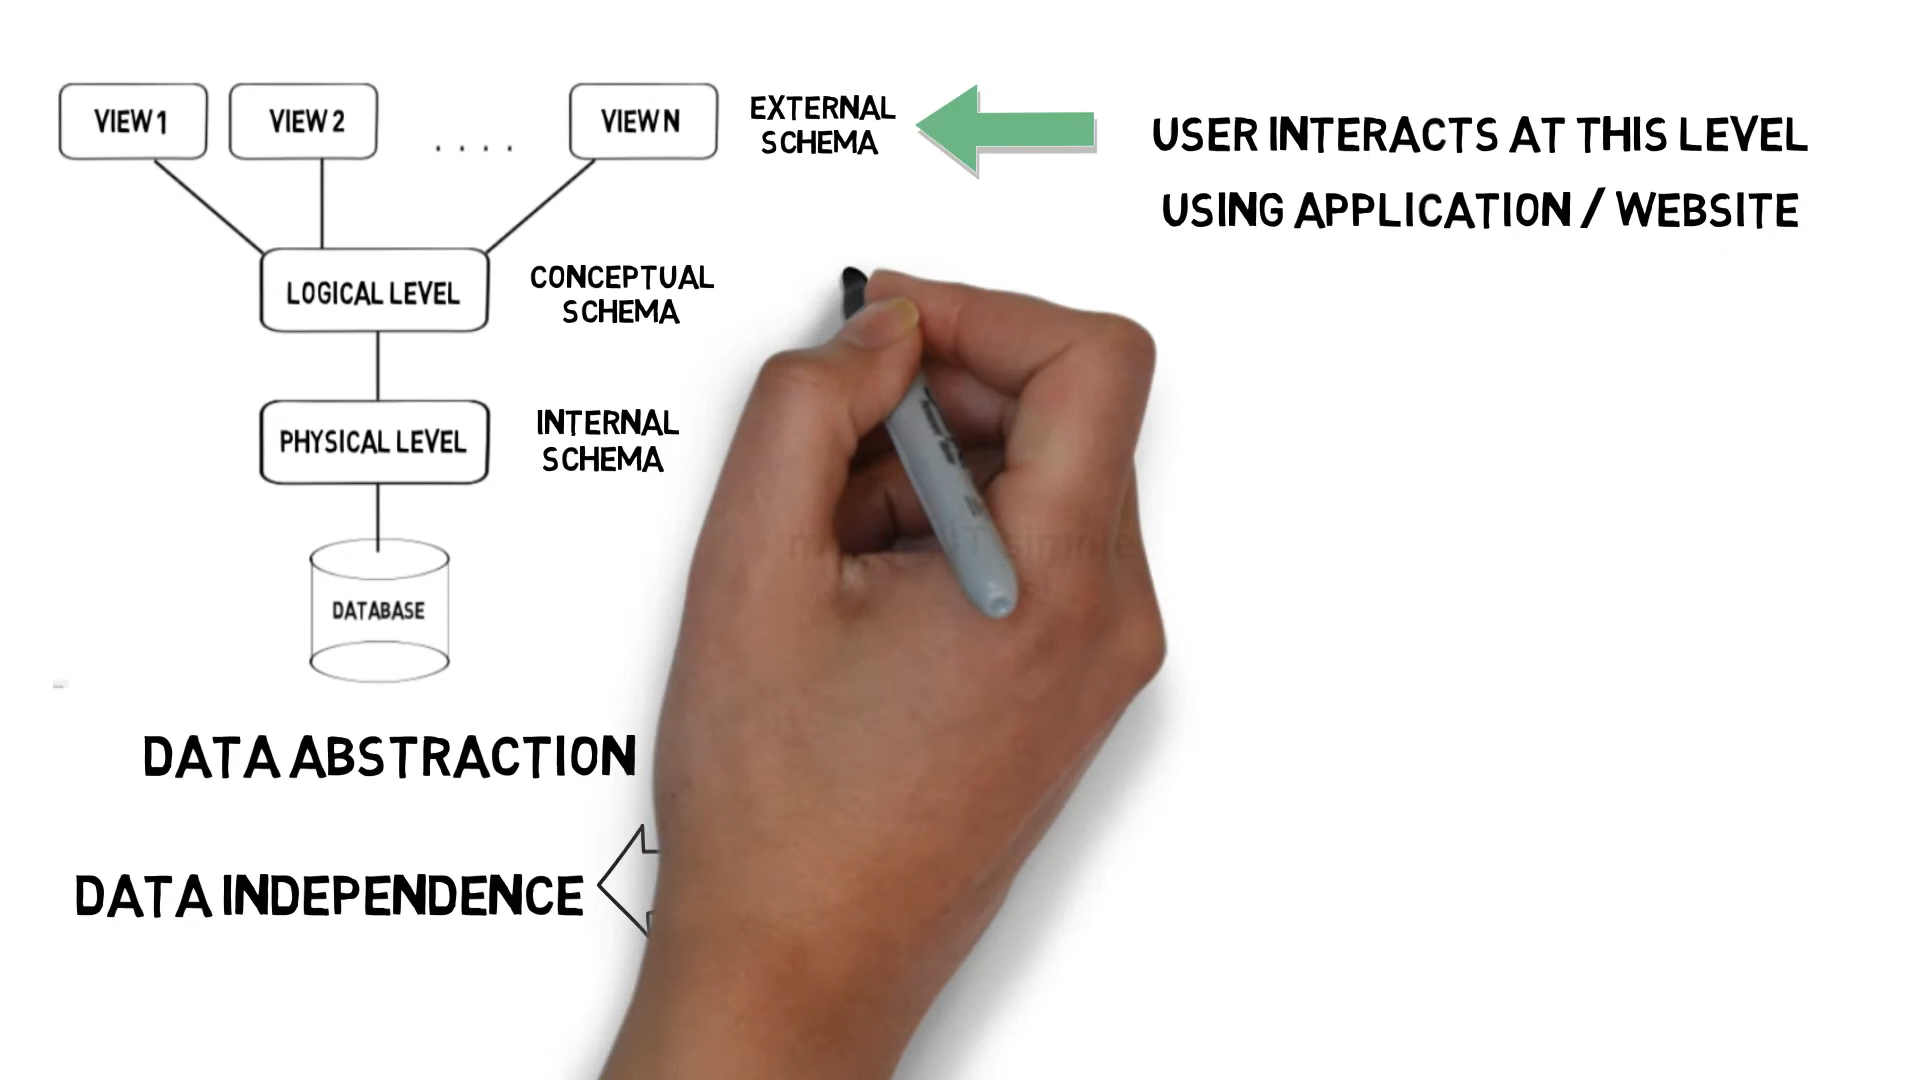 VIEW 1
VIEW 2
. . . .
VIEW N
EXTERNAL
SCHEMA
USER INTERACTS AT THIS LEVEL
USING APPLICATION / WEBSITE
LOGICAL LEVEL
CONCEPTUAL
SCHEMA
PHYSICAL LEVEL
INTERNAL
SCHEMA
DATABASE
DATA ABSTRACTION
DATA INDEPENDENCE